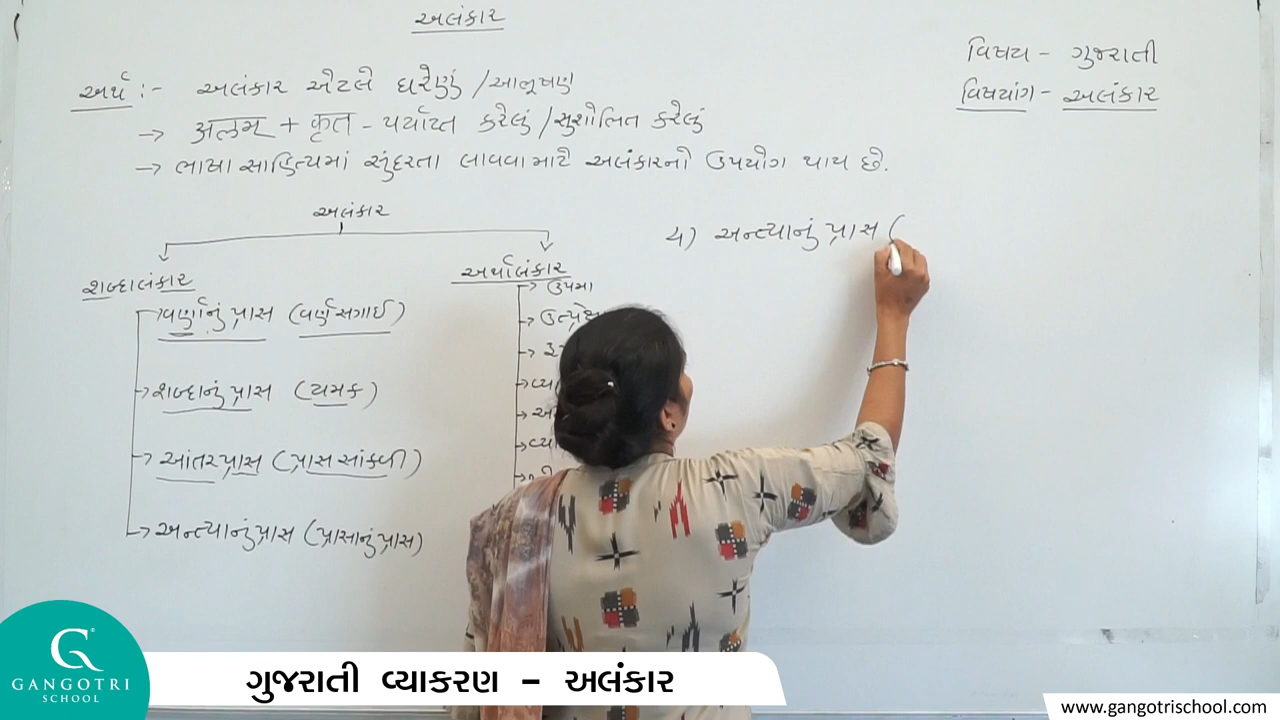 અલંકાર
વિષય - ગુજરાતી
વિષયાંગ - અલંકાર
અર્થ :- અલંકાર એટલે ઘરેણું / આભૂષણ
→ अलम + कृत - પર્યાપ્ત કરેલું / સુશોભિત કરેલું
→ ભાષા સાહિત્યમાં સુંદરતા લાવવા માટે અલંકારનો ઉપયોગ થાય છે.
અલંકાર
શબ્દાલંકાર
→ વર્ણાનુંપ્રાસ (વર્ણસગાઈ)
→ શબ્દાનુંપ્રાસ (યમક)
→ આંતરપ્રાસ (પ્રાસસાંકળી)
→ અન્ત્યાનુંપ્રાસ (પ્રાસાનુંપ્રાસ)
અર્થાલંકાર
→ ઉપમા
૪) અન્ત્યાનુંપ્રાસ (
GANGOTRI
SCHOOL
ગુજરાતી વ્યાકરણ – અલંકાર
www.gangotrischool.com